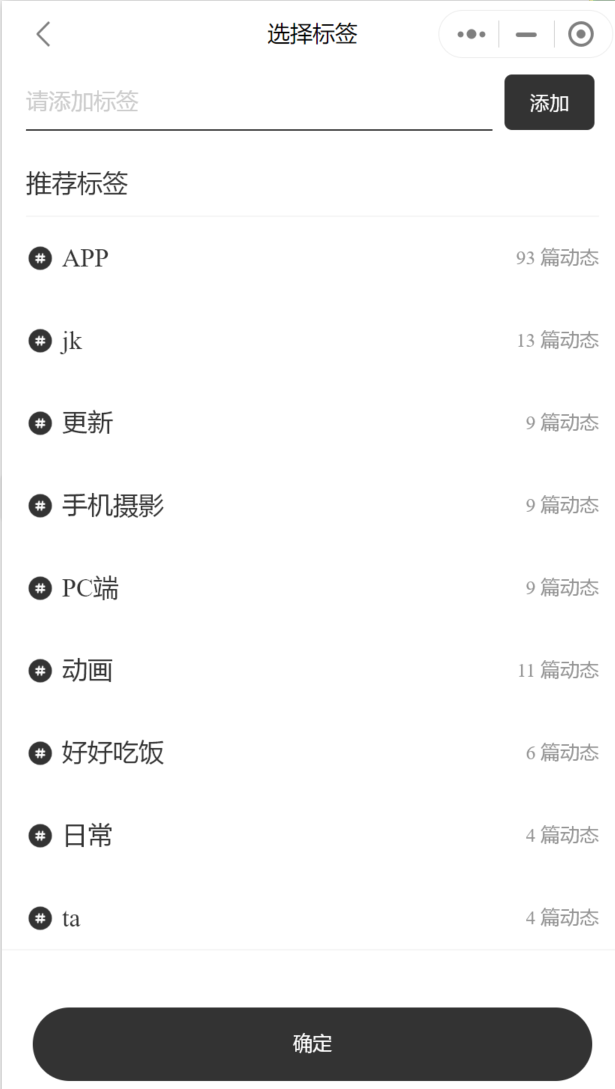 选择标签
请添加标签
添加
推荐标签
# APP 93 篇动态
# jk 13 篇动态
# 更新 9 篇动态
# 手机摄影 9 篇动态
# PC端 9 篇动态
# 动画 11 篇动态
# 好好吃饭 6 篇动态
# 日常 4 篇动态
# ta 4 篇动态
确定